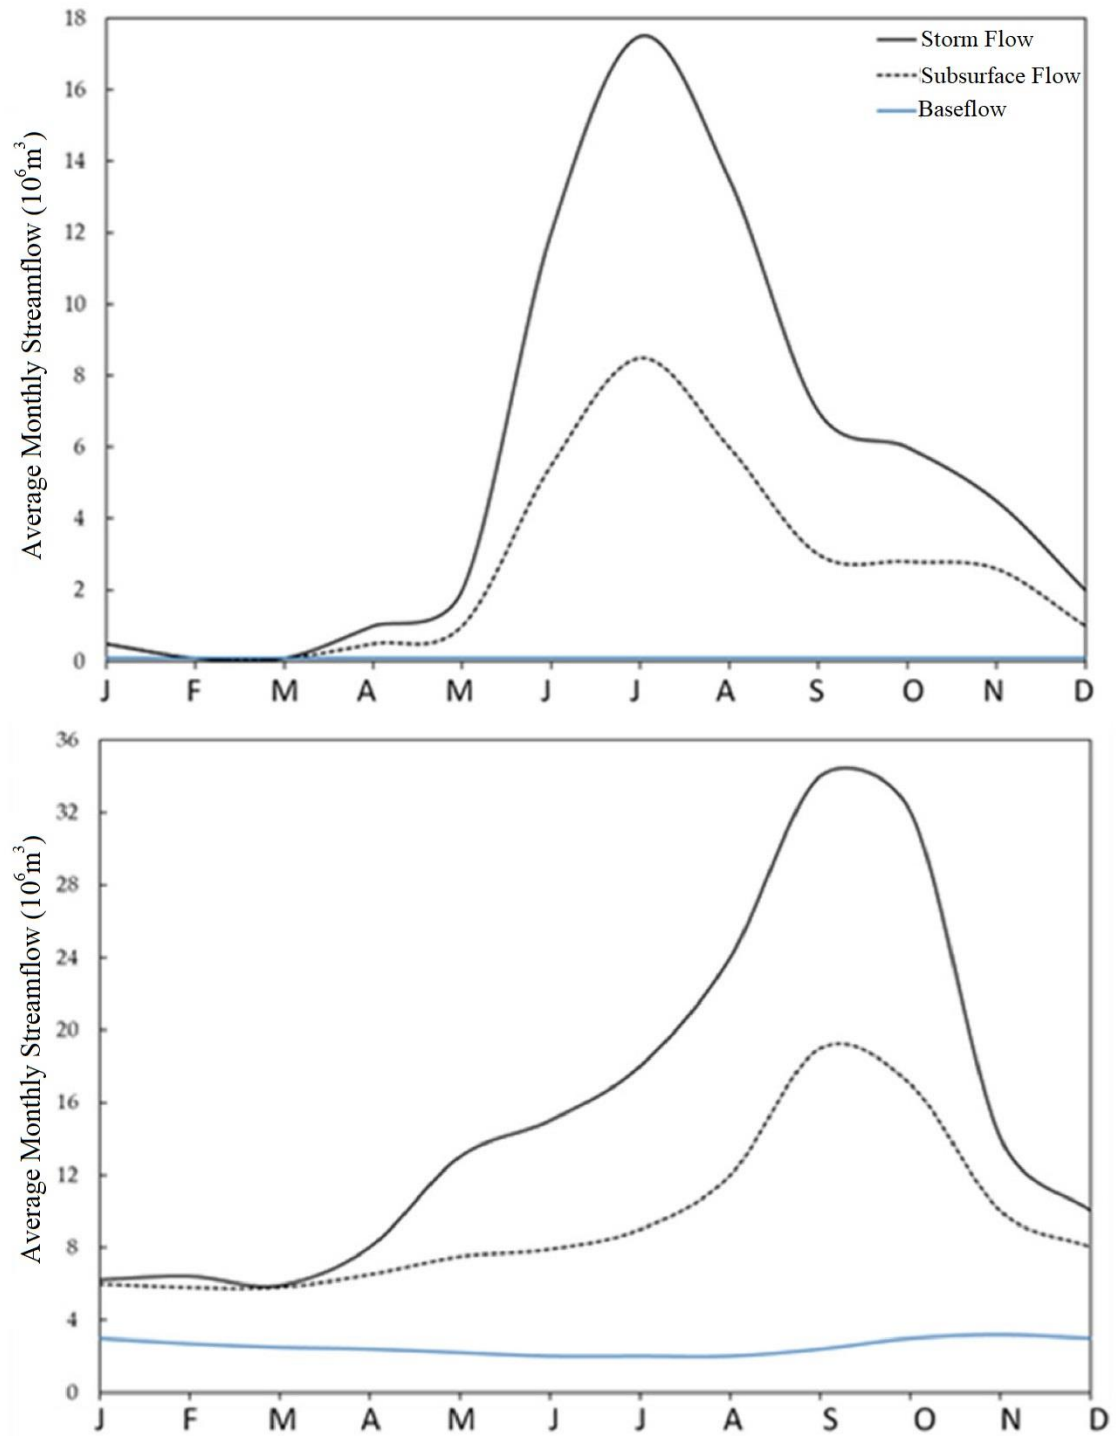 18
16
14
12
10
8
6
4
2
0
Average Monthly Streamflow (10⁶m³)
Storm Flow
Subsurface Flow
Baseflow
J F M A M J J A S O N D
36
32
28
24
20
16
12
8
4
0
Average Monthly Streamflow (10⁶m³)
J F M A M J J A S O N D